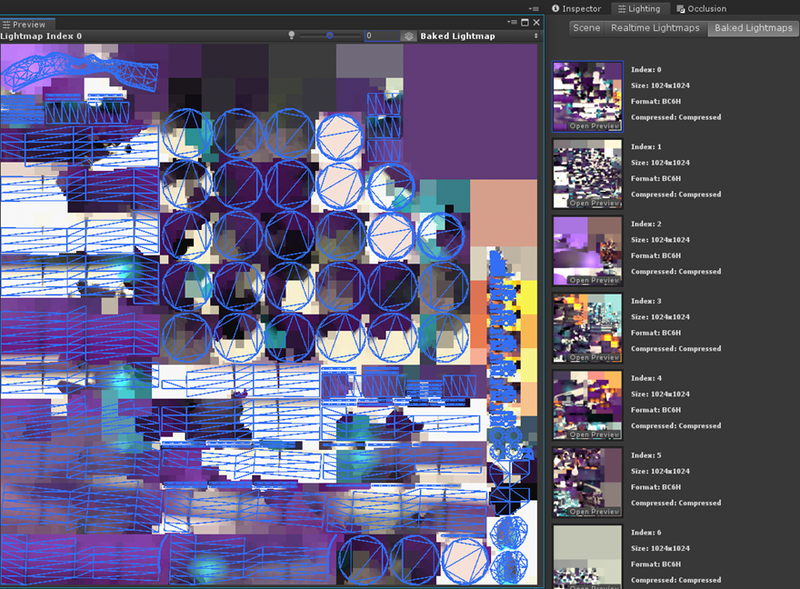 Inspector Lighting Occlusion
Preview
Scene Realtime Lightmaps Baked Lightmaps
Lightmap Index 0 0 Baked Lightmap
Index: 0
Size: 1024x1024
Format: BC6H
Compressed: Compressed
Open Preview
Index: 1
Size: 1024x1024
Format: BC6H
Compressed: Compressed
Open Preview
Index: 2
Size: 1024x1024
Format: BC6H
Compressed: Compressed
Open Preview
Index: 3
Size: 1024x1024
Format: BC6H
Compressed: Compressed
Open Preview
Index: 4
Size: 1024x1024
Format: BC6H
Compressed: Compressed
Open Preview
Index: 5
Size: 1024x1024
Format: BC6H
Compressed: Compressed
Open Preview
Index: 6
Size: 1024x1024
Format: BC6H
Compressed: Compressed